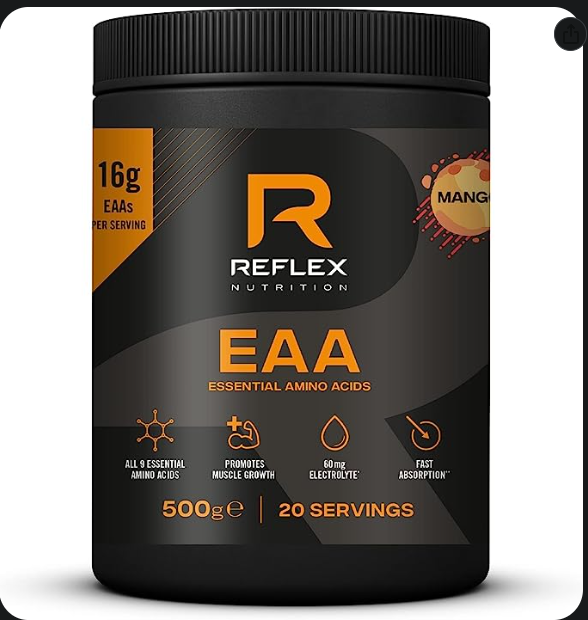 16g
EAAs
PER SERVING
MANG
REFLEX
NUTRITION
EAA
ESSENTIAL AMINO ACIDS
ALL 9 ESSENTIAL
AMINO ACIDS
PROMOTES
MUSCLE GROWTH
60mg
ELECTROLYTE*
FAST
ABSORPTION**
500g ℮ | 20 SERVINGS